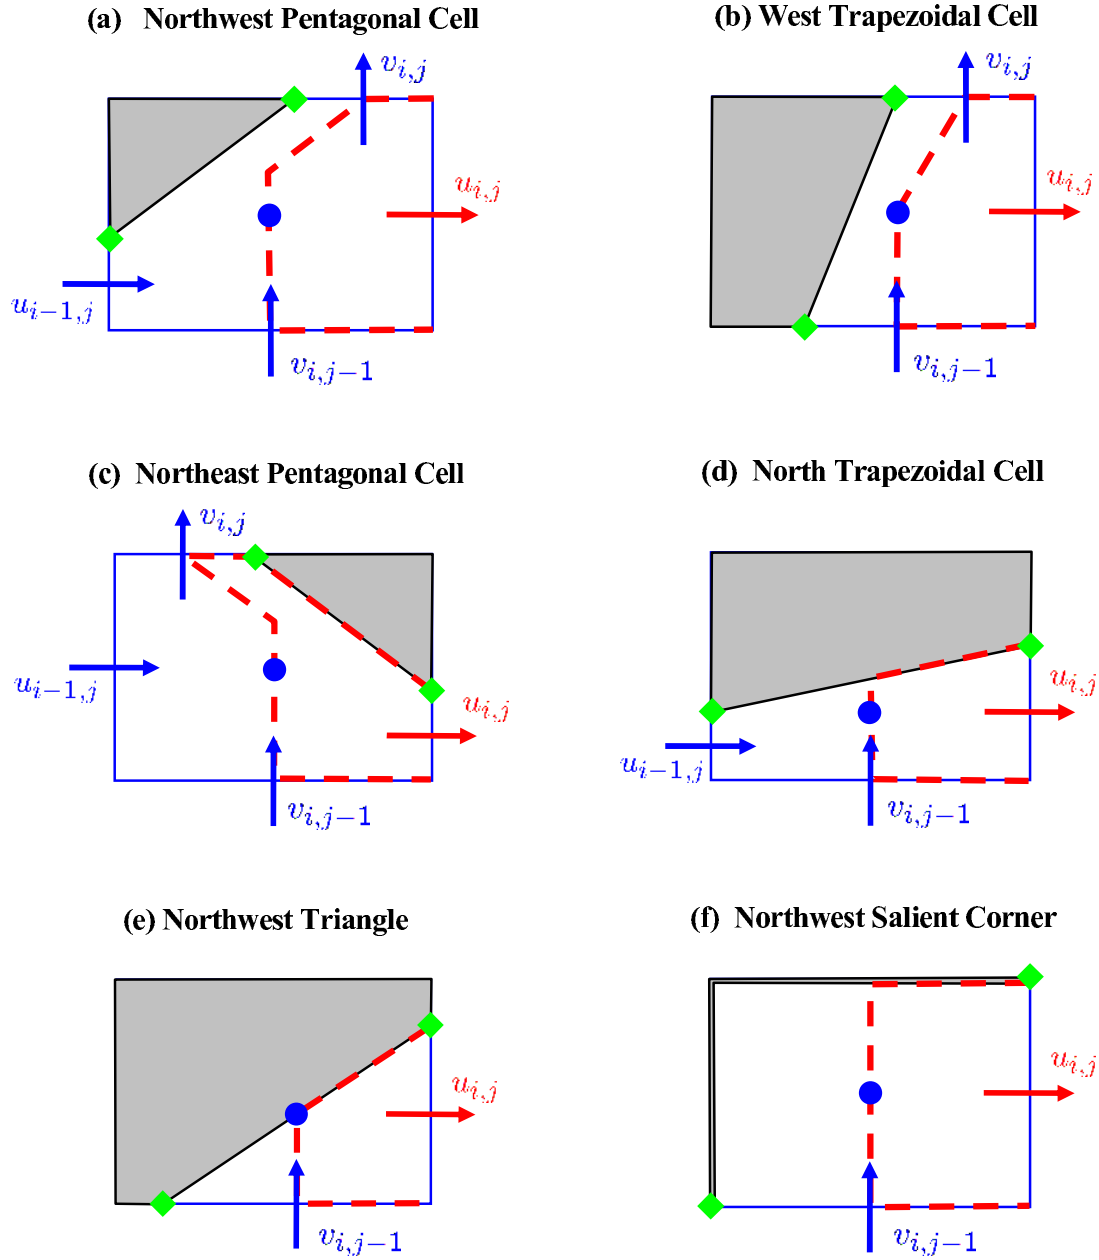 (a) Northwest Pentagonal Cell
(b) West Trapezoidal Cell
v_{i,j}
v_{i,j}
u_{i,j}
u_{i,j}
u_{i−1,j}
v_{i,j−1}
v_{i,j−1}
(c) Northeast Pentagonal Cell
(d) North Trapezoidal Cell
v_{i,j}
u_{i−1,j}
u_{i,j}
u_{i,j}
u_{i−1,j}
v_{i,j−1}
v_{i,j−1}
(e) Northwest Triangle
(f) Northwest Salient Corner
u_{i,j}
u_{i,j}
v_{i,j−1}
v_{i,j−1}